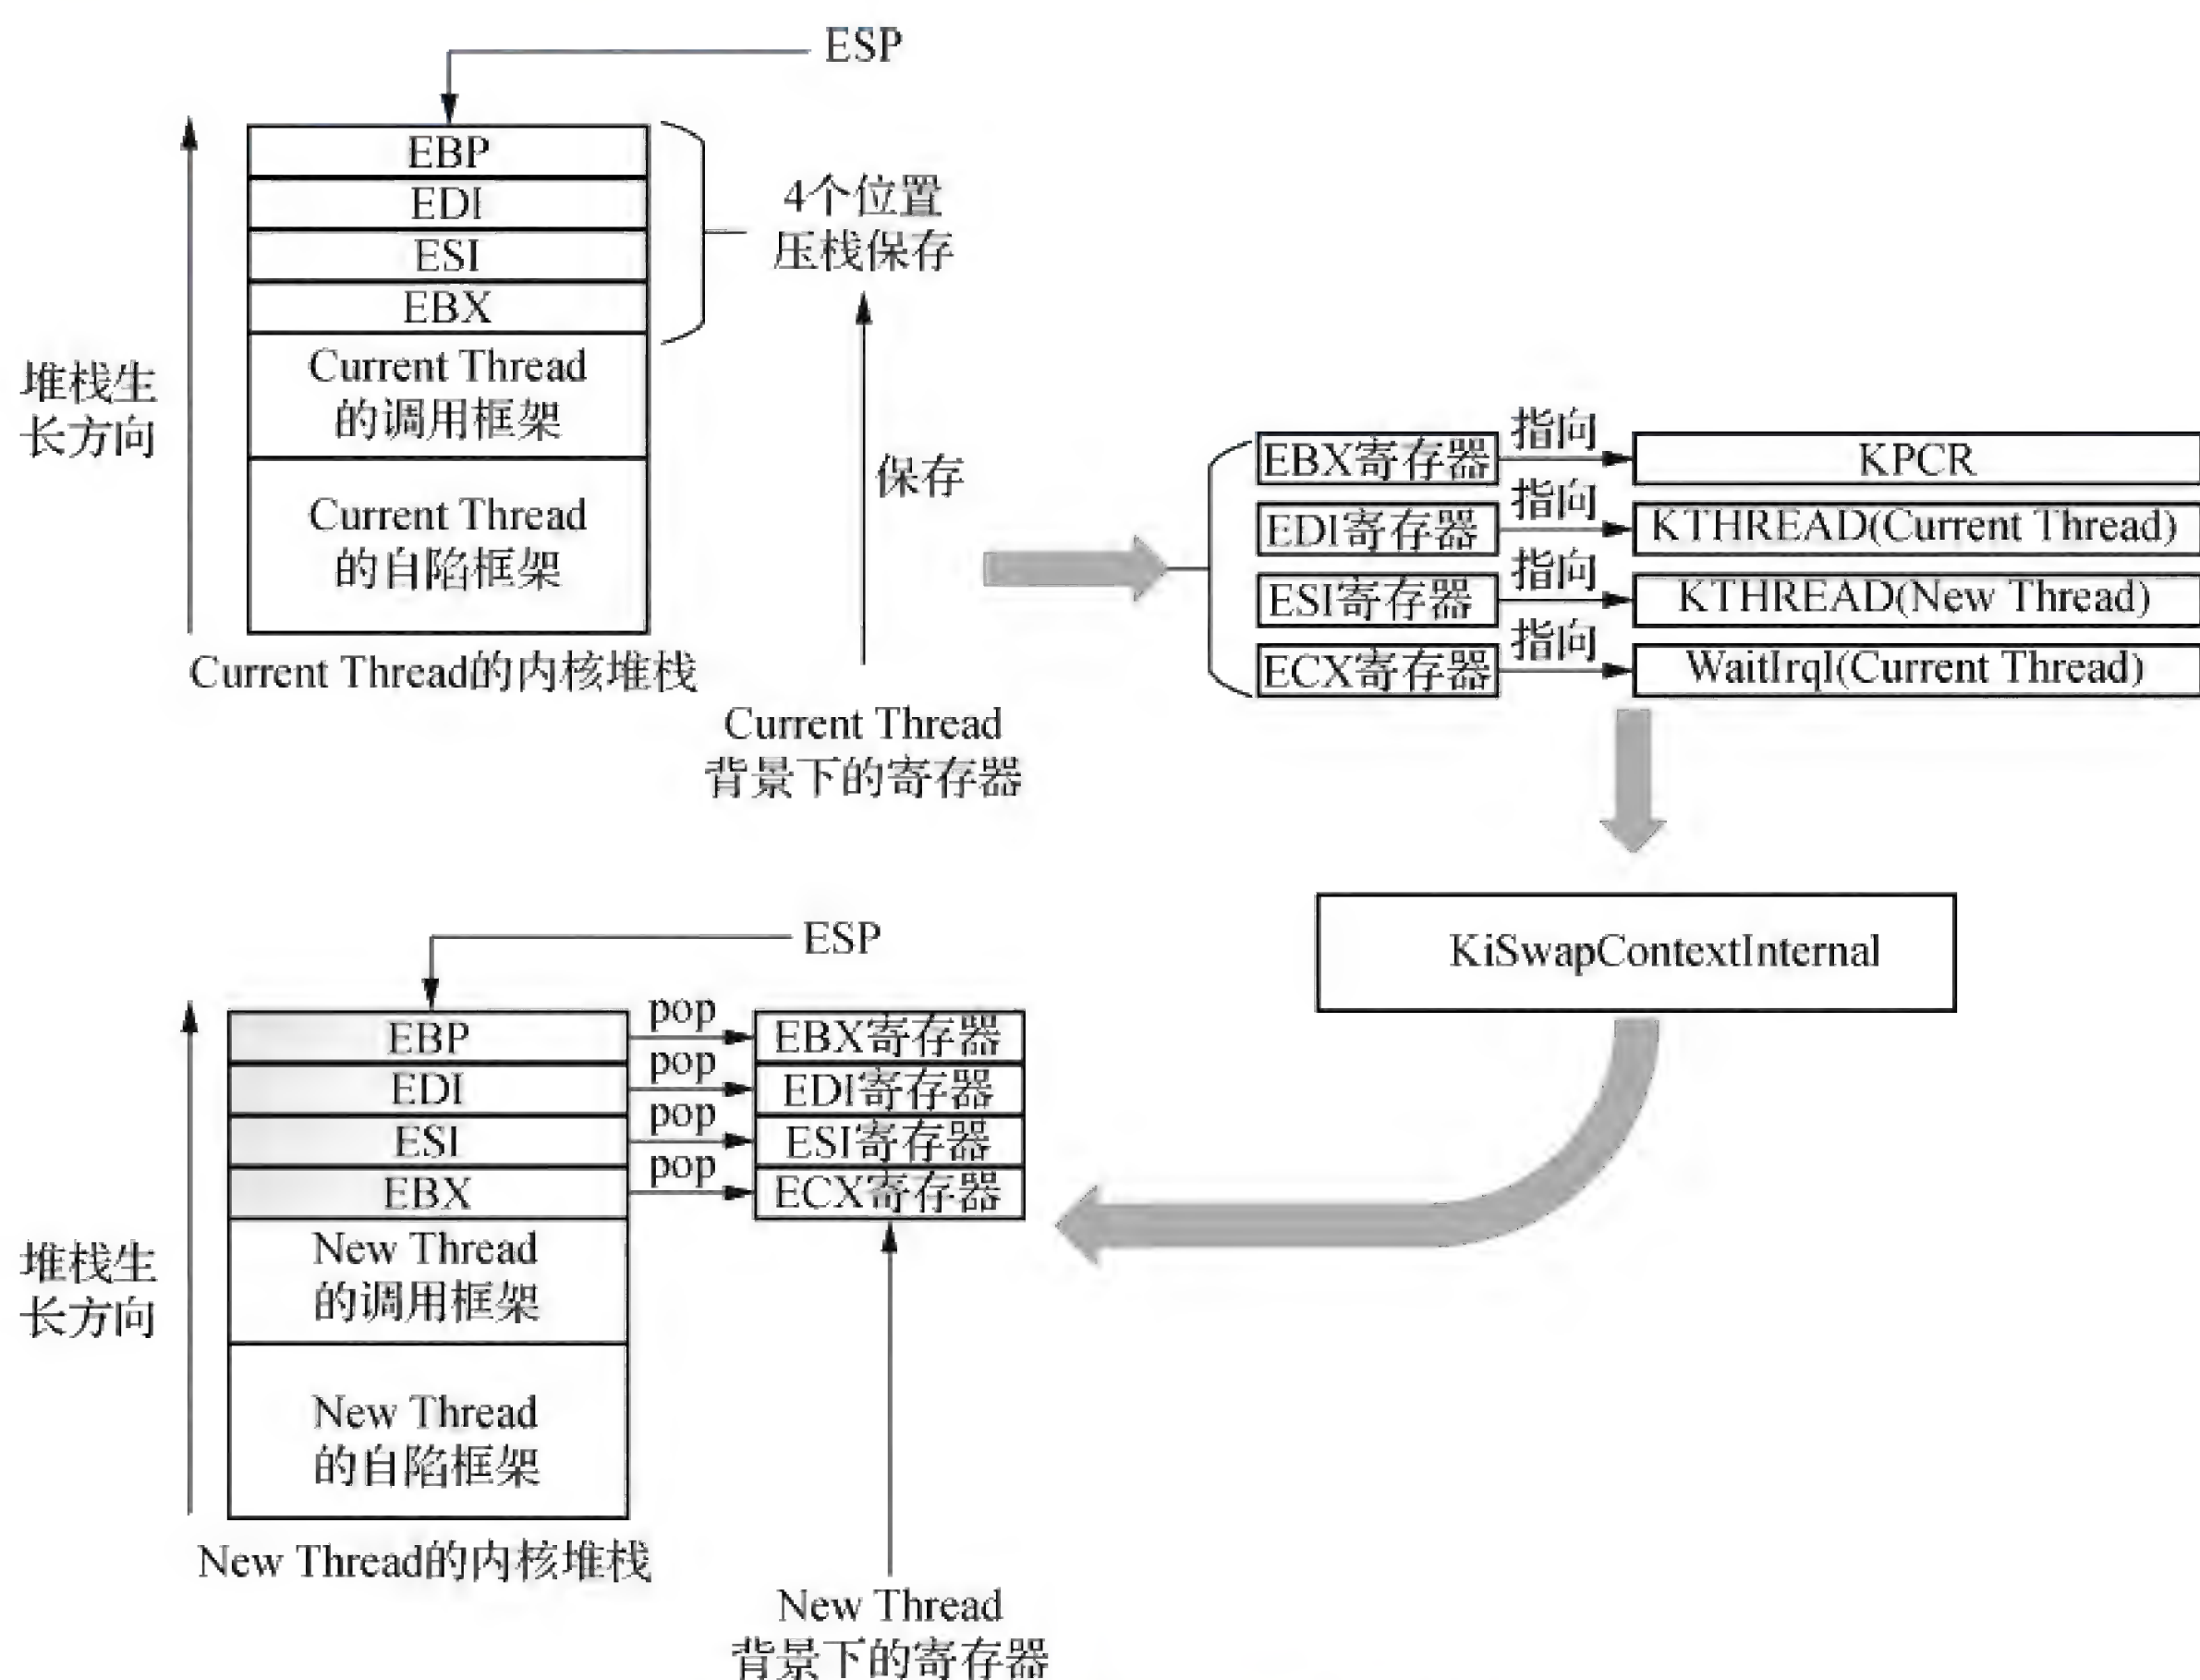 ESP
EBP
EDI
ESI
EBX
Current Thread
的调用框架
Current Thread
的自陷框架
堆栈生
长方向
Current Thread的内核堆栈
4个位置
压栈保存
保存
Current Thread
背景下的寄存器
EBX寄存器
指向
KPCR
EDI寄存器
指向
KTHREAD(Current Thread)
ESI寄存器
指向
KTHREAD(New Thread)
ECX寄存器
指向
WaitIrql(Current Thread)
KiSwapContextInternal
ESP
EBP
pop
EBX寄存器
EDI
pop
EDI寄存器
ESI
pop
ESI寄存器
EBX
pop
ECX寄存器
New Thread
的调用框架
New Thread
的自陷框架
堆栈生
长方向
New Thread的内核堆栈
New Thread
背景下的寄存器